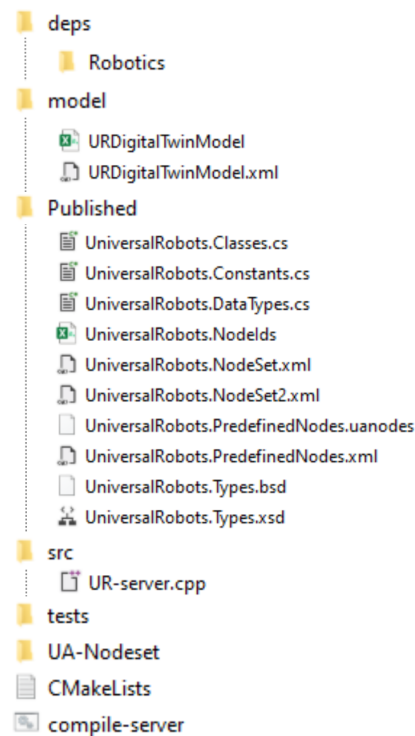 deps
Robotics
model
URDigitalTwinModel
URDigitalTwinModel.xml
Published
UniversalRobots.Classes.cs
UniversalRobots.Constants.cs
UniversalRobots.DataTypes.cs
UniversalRobots.NodeIds
UniversalRobots.NodeSet.xml
UniversalRobots.NodeSet2.xml
UniversalRobots.PredefinedNodes.uanodes
UniversalRobots.PredefinedNodes.xml
UniversalRobots.Types.bsd
UniversalRobots.Types.xsd
src
UR-server.cpp
tests
UA-Nodeset
CMakeLists
compile-server